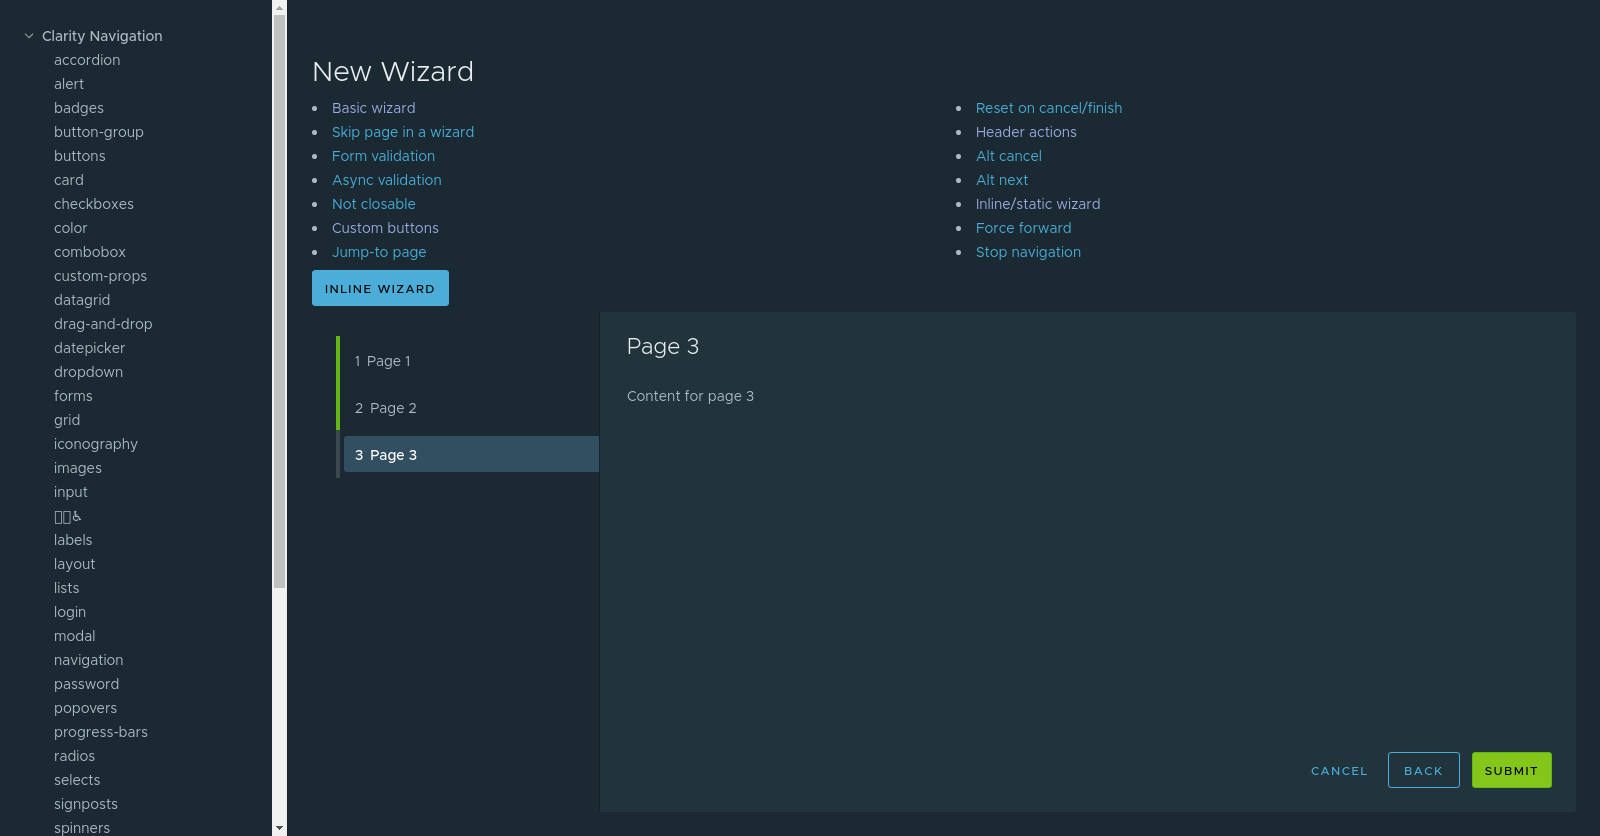 Clarity Navigation
accordion
alert
badges
button-group
buttons
card
checkboxes
color
combobox
custom-props
datagrid
drag-and-drop
datepicker
dropdown
forms
grid
iconography
images
input
♿
labels
layout
lists
login
modal
navigation
password
popovers
progress-bars
radios
selects
signposts
spinners
New Wizard
Basic wizard
Skip page in a wizard
Form validation
Async validation
Not closable
Custom buttons
Jump-to page
Reset on cancel/finish
Header actions
Alt cancel
Alt next
Inline/static wizard
Force forward
Stop navigation
INLINE WIZARD
1 Page 1
2 Page 2
3 Page 3
Page 3
Content for page 3
CANCEL
BACK
SUBMIT